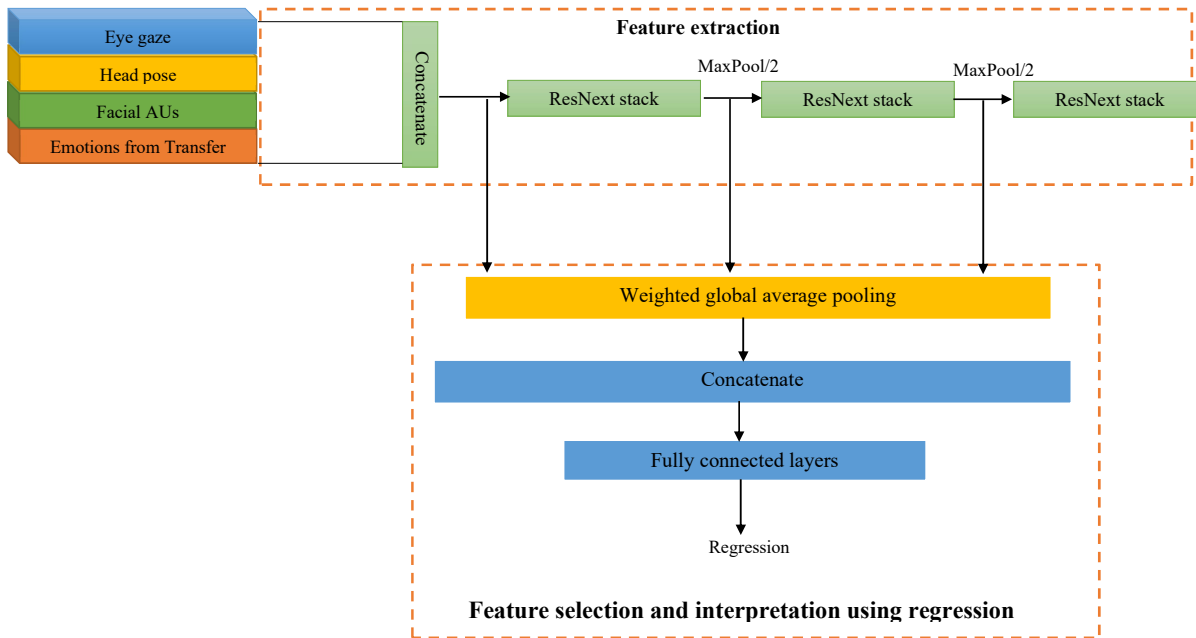 Eye gaze
Head pose
Facial AUs
Emotions from Transfer
Feature extraction
Concatenate
ResNext stack
MaxPool/2
ResNext stack
MaxPool/2
ResNext stack
Weighted global average pooling
Concatenate
Fully connected layers
Regression
Feature selection and interpretation using regression